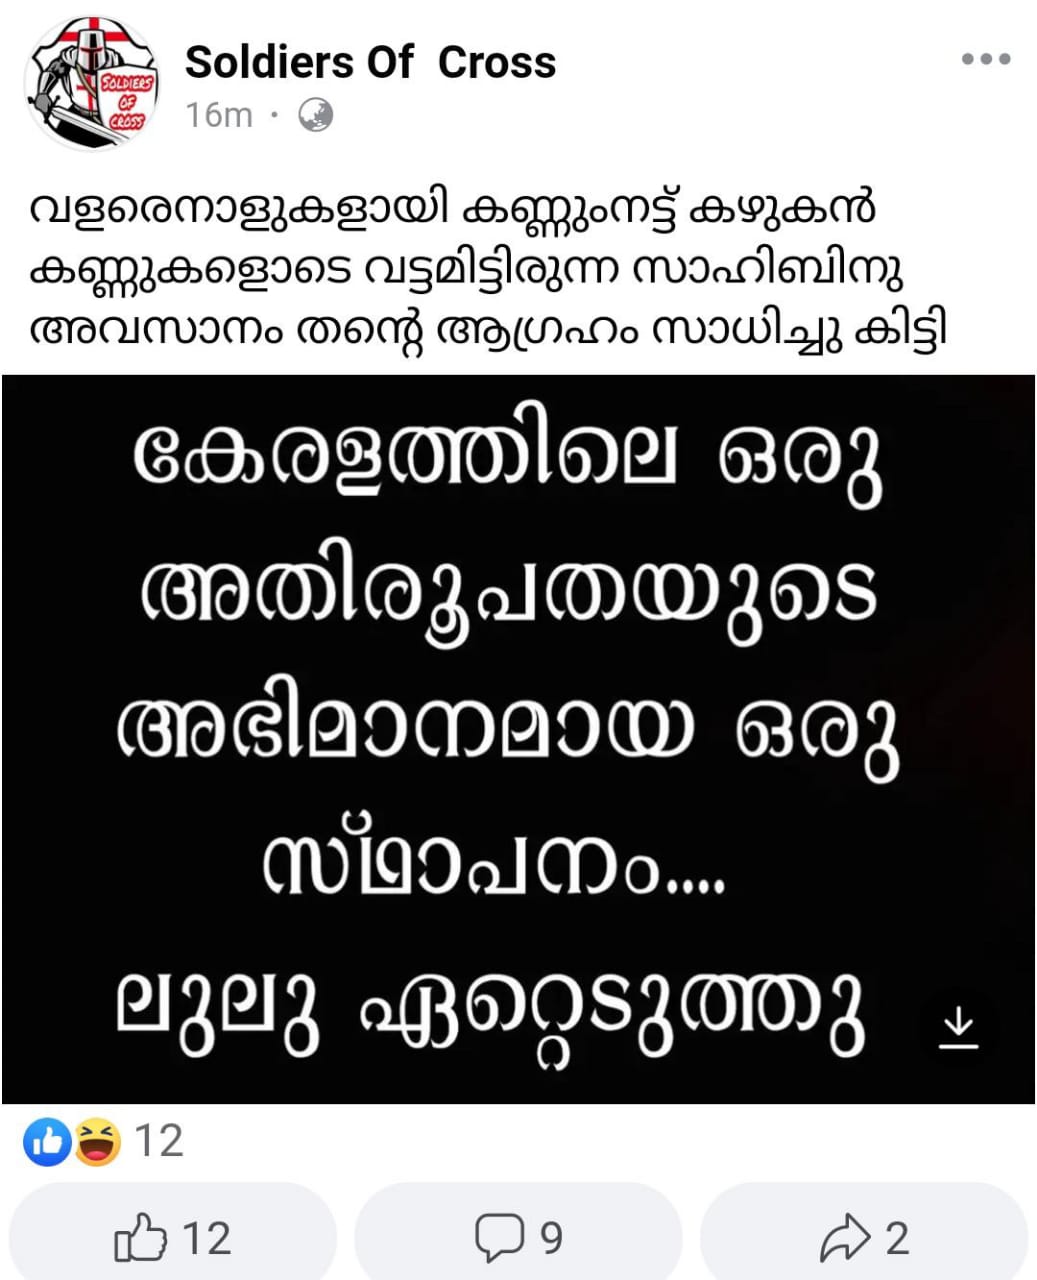 SOLDIERS
OF
CROSS
Soldiers Of Cross
16m
വളരെനാളുകളായി കണ്ണുംനട്ട് കഴുകൻ
കണ്ണുകളൊടെ വട്ടമിട്ടിരുന്ന സാഹിബിനു
അവസാനം തന്റെ ആഗ്രഹം സാധിച്ചു കിട്ടി
കേരളത്തിലെ ഒരു
അതിരൂപതയുടെ
അഭിമാനമായ ഒരു
സ്ഥാപനം....
ലുലു ഏറ്റെടുത്തു
12
12
9
2